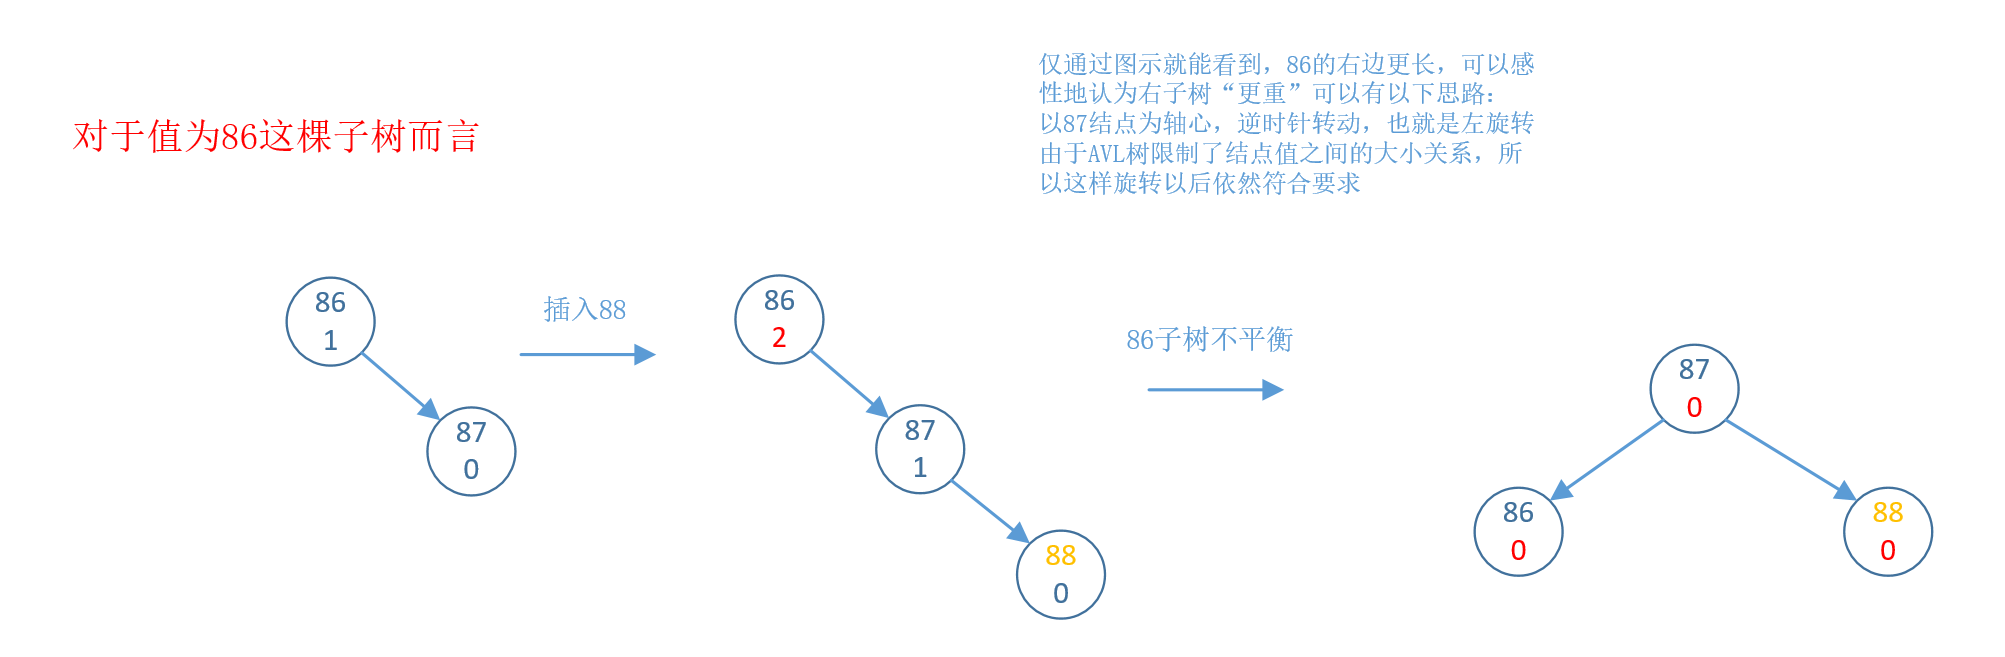 仅通过图示就能看到，86的右边更长，可以感
性地认为右子树“更重”可以有以下思路：
以87结点为轴心，逆时针转动，也就是左旋转
由于AVL树限制了结点值之间的大小关系，所
以这样旋转以后依然符合要求
对于值为86这棵子树而言
86
1
87
0
插入88
86
2
87
1
88
0
86子树不平衡
87
0
86
0
88
0